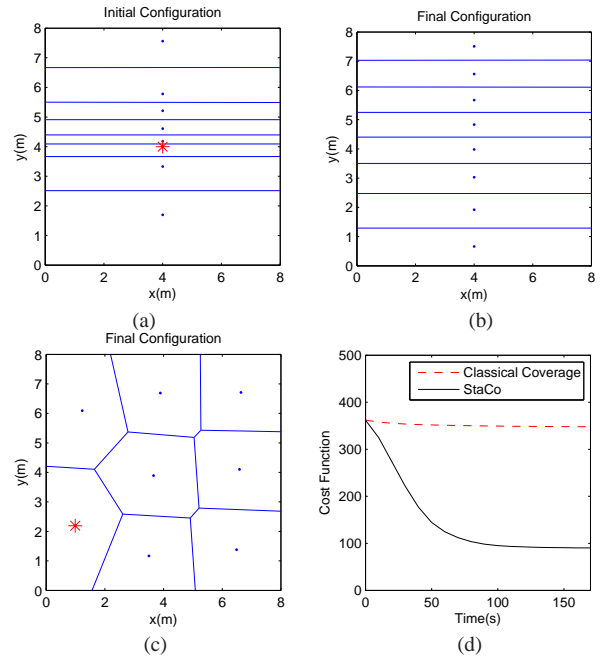 Initial Configuration
8
7
6
5
4
3
2
1
0
y(m)
0 2 4 6 8
x(m)
(a)
Final Configuration
8
7
6
5
4
3
2
1
0
y(m)
0 2 4 6 8
x(m)
(b)
Final Configuration
8
7
6
5
4
3
2
1
0
y(m)
0 2 4 6 8
x(m)
(c)
500
400
300
200
100
0
Cost Function
Classical Coverage
StaCo
0 50 100 150
Time(s)
(d)